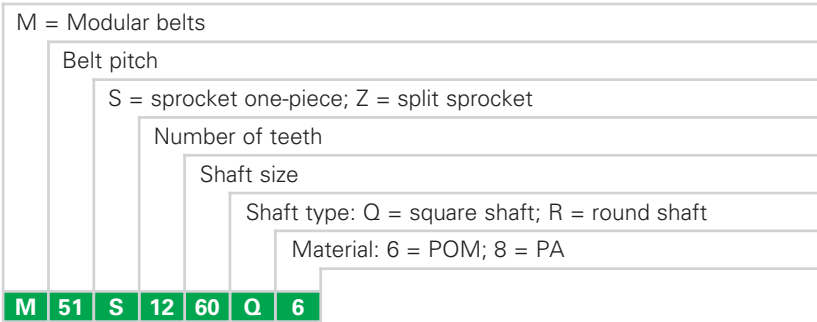 M = Modular belts
Belt pitch
S = sprocket one-piece; Z = split sprocket
Number of teeth
Shaft size
Shaft type: Q = square shaft; R = round shaft
Material: 6 = POM; 8 = PA
M 51 S 12 60 Q 6